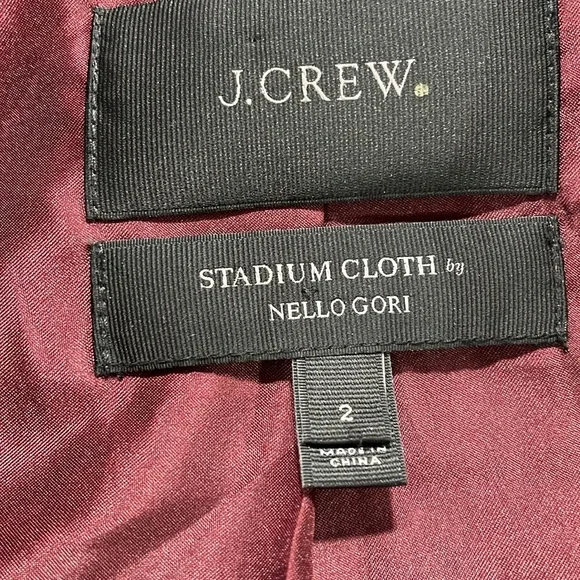 J.CREW.
STADIUM CLOTH by
NELLO GORI
2
MADE IN
CHINA